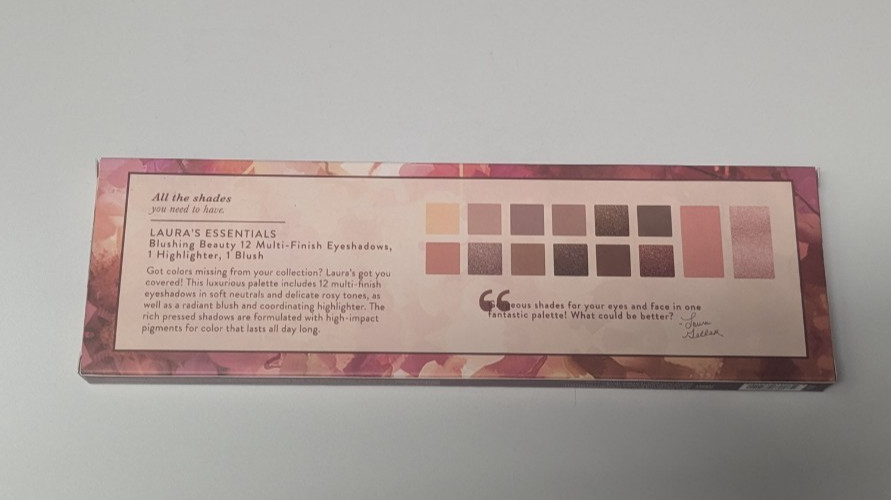 All the shades
you need to have.
LAURA'S ESSENTIALS
Blushing Beauty 12 Multi-Finish Eyeshadows,
1 Highlighter, 1 Blush
Got colors missing from your collection? Laura's got you
covered! This luxurious palette includes 12 multi-finish
eyeshadows in soft neutrals and delicate rosy tones, as
well as a radiant blush and coordinating highlighter. The
rich pressed shades are formulated with high-impact
pigments for color that lasts all day long.
“
shades for your eyes and face in one
fantastic palette! What could be better?
-Laura
Geller